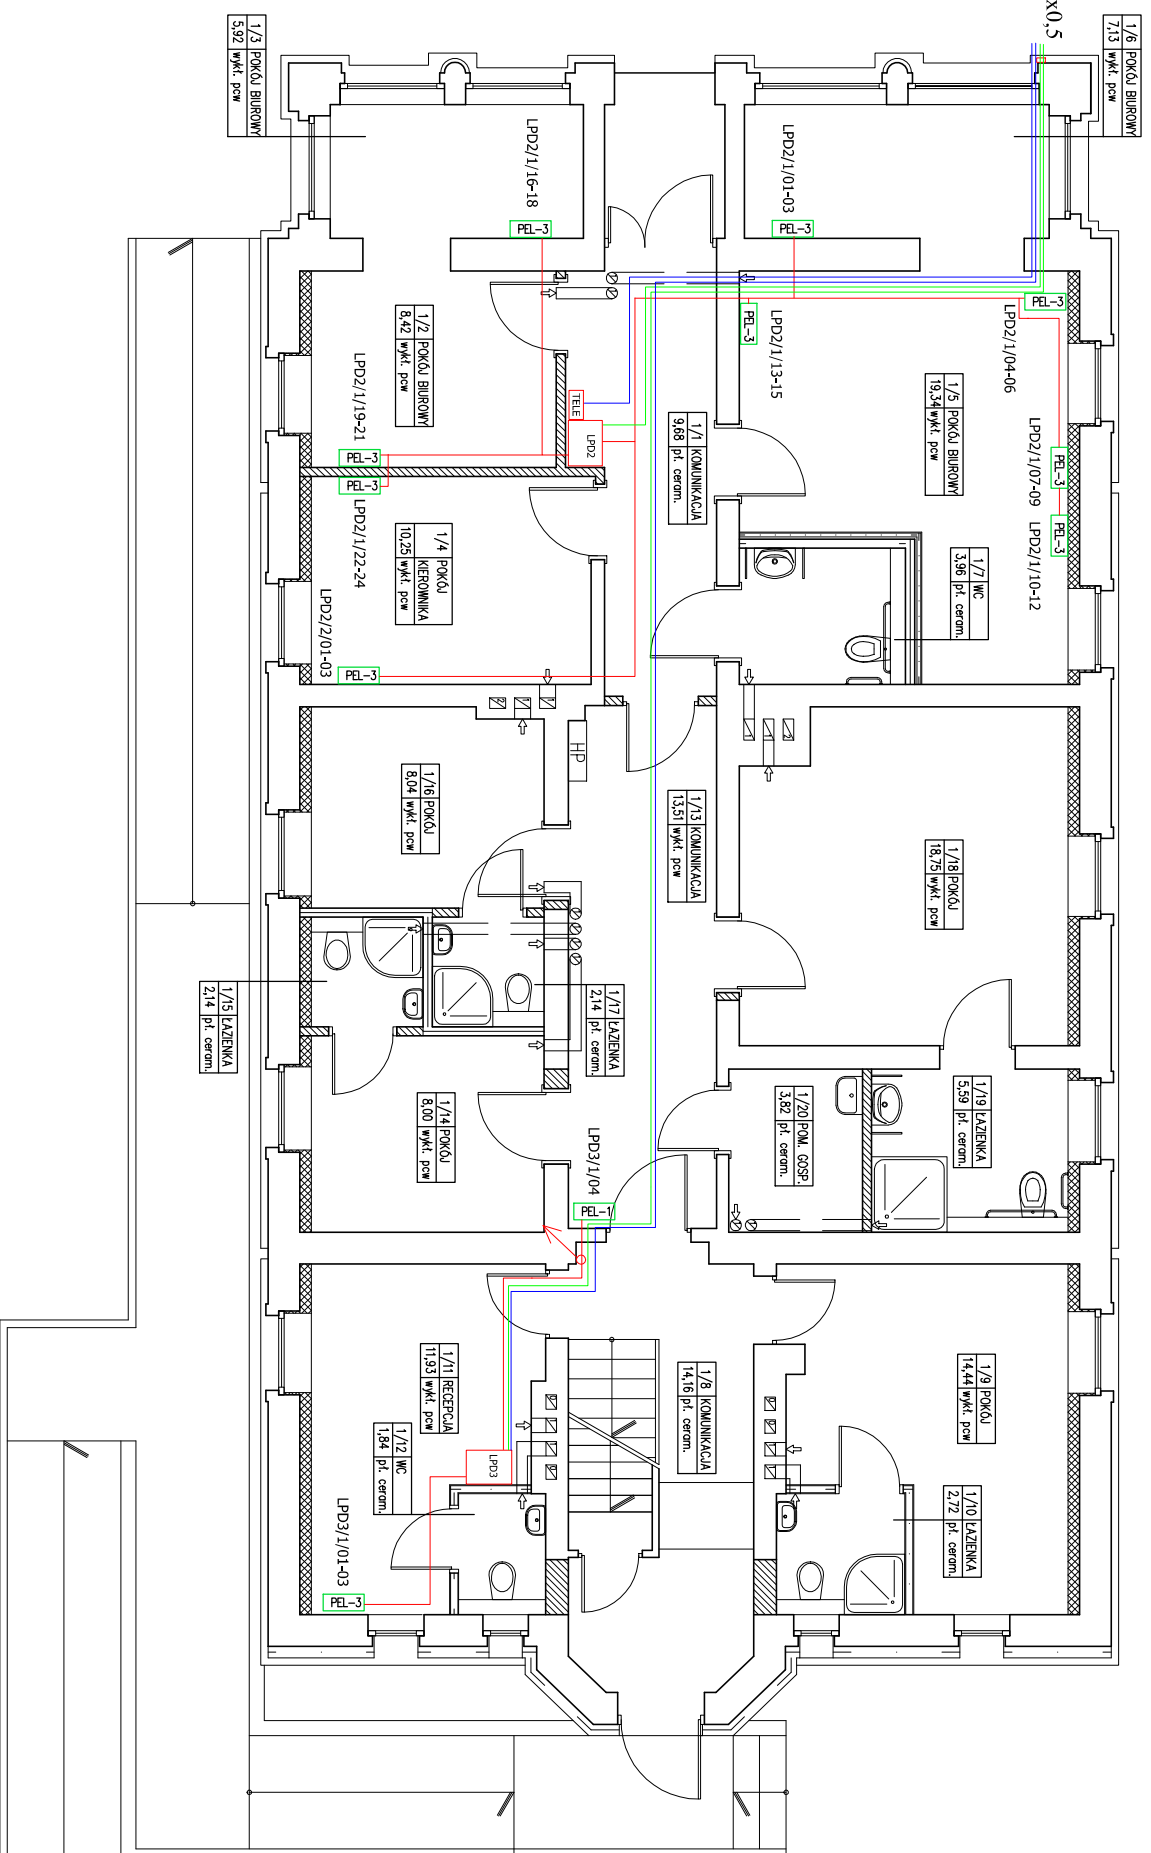 x0,5
1/6 POKÓJ BIUROWY
7,13 wykł. pcw
1/3 POKÓJ BIUROWY
5,92 wykł. pcw
LPD2/1/16-18
PEL-3
LPD2/1/01-03
PEL-3
PEL-3
LPD2/1/04-06
PEL-3
LPD2/1/13-15
1/2 POKÓJ BIUROWY
8,42 wykł. pcw
LPD2/1/19-21
PEL-3
TELE
LPD2
1/1 KOMUNIKACJA
9,68 pł. ceram.
1/5 POKÓJ BIUROWY
19,34 wykł. pcw
LPD2/1/07-09
PEL-3
LPD2/1/10-12
PEL-3
PEL-3
LPD2/1/22-24
1/4 POKÓJ KIEROWNIKA
10,25 wykł. pcw
LPD2/2/01-03
PEL-3
1/7 WC
3,96 pł. ceram.
2
1
1
1
1
2
HP
1/16 POKÓJ
8,04 wykł. pcw
1/13 KOMUNIKACJA
13,51 wykł. pcw
1/18 POKÓJ
18,75 wykł. pcw
1/15 ŁAZIENKA
2,14 pł. ceram.
1/17 ŁAZIENKA
2,14 pł. ceram.
1/14 POKÓJ
8,00 wykł. pcw
LPD3/1/04
PEL-1
1/20 POM. GOSP.
3,82 pł. ceram.
1/19 ŁAZIENKA
5,59 pł. ceram.
1/11 RECEPCJA
11,93 wykł. pcw
1/12 WC
1,84 pł. ceram.
LPD3
LPD3/1/01-03
PEL-3
1/8 KOMUNIKACJA
14,16 pł. ceram.
1/9 POKÓJ
14,44 wykł. pcw
1/10 ŁAZIENKA
2,72 pł. ceram.